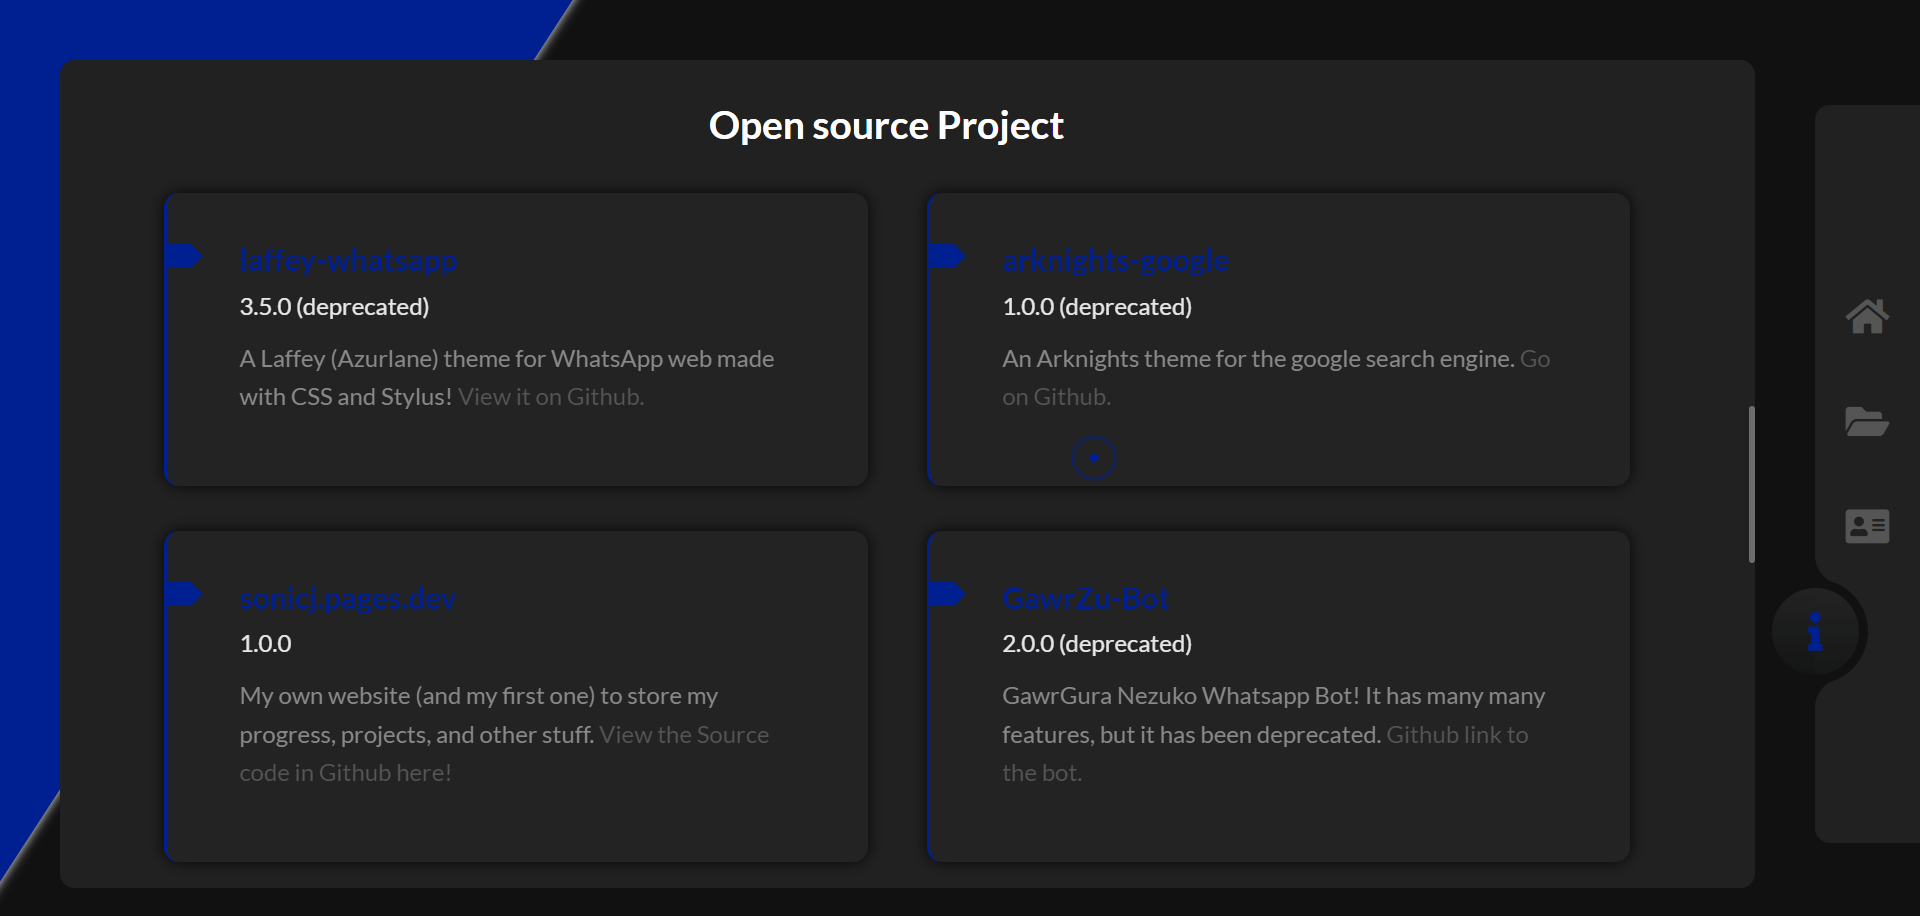 Open source Project
laffey-whatsapp
3.5.0 (deprecated)
A Laffey (Azurlane) theme for WhatsApp web made
with CSS and Stylus! View it on Github.
arknights-google
1.0.0 (deprecated)
An Arknights theme for the google search engine. Go
on Github.
sonicj.pages.dev
1.0.0
My own website (and my first one) to store my
progress, projects, and other stuff. View the Source
code in Github here!
GawrZu-Bot
2.0.0 (deprecated)
GawrGura Nezuko Whatsapp Bot! It has many many
features, but it has been deprecated. Github link to
the bot.